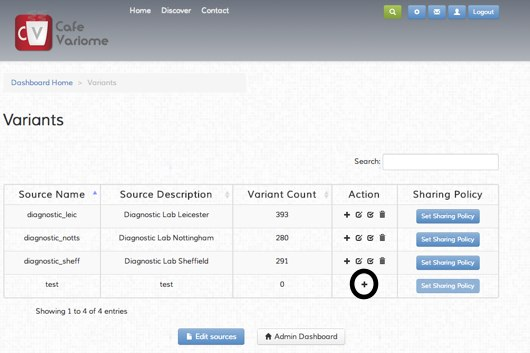 Home Discover Contact
Logout
Cafe
CV Variome
Dashboard Home > Variants
Variants
Search:
Source Name Source Description Variant Count Action Sharing Policy
diagnostic_leic Diagnostic Lab Leicester 393 Set Sharing Policy
diagnostic_notts Diagnostic Lab Nottingham 280 Set Sharing Policy
diagnostic_sheff Diagnostic Lab Sheffield 291 Set Sharing Policy
test test 0 Set Sharing Policy
Showing 1 to 4 of 4 entries
Edit sources Admin Dashboard